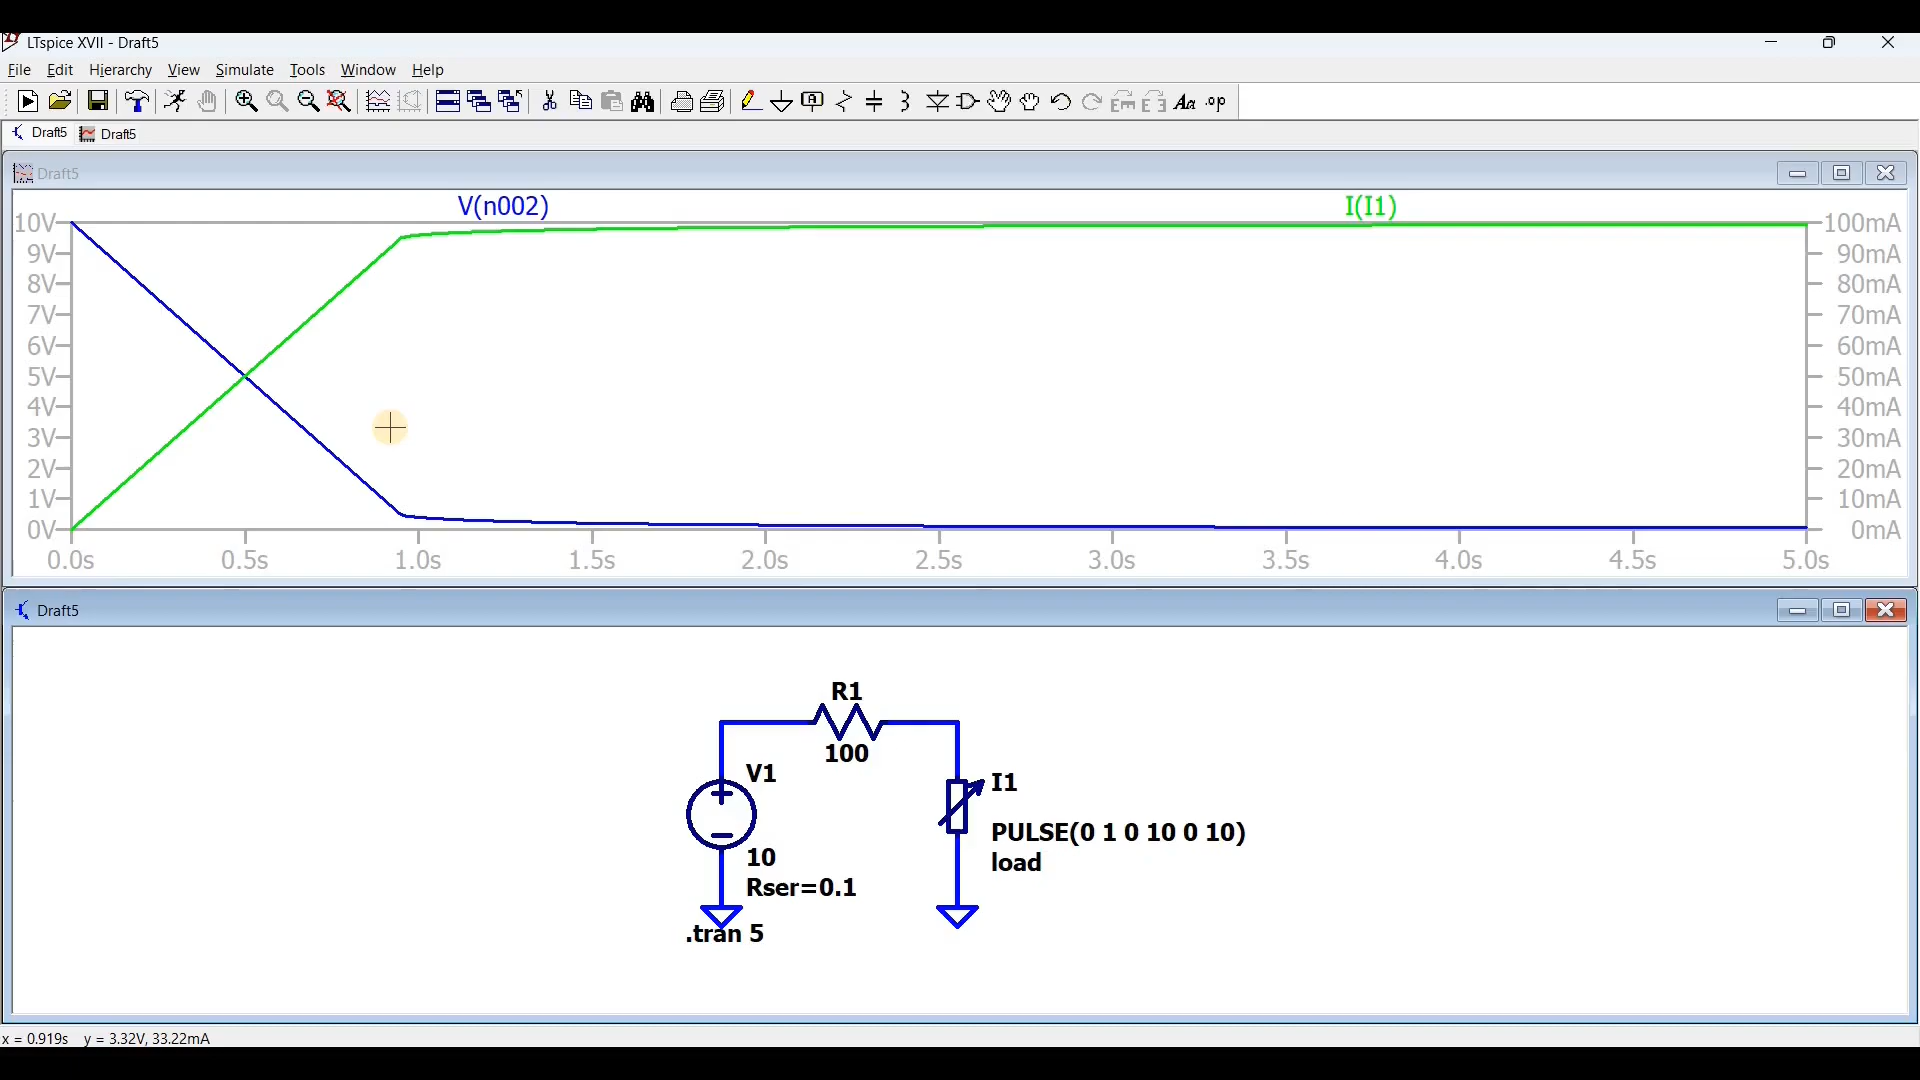 LTspice XVII - Draft5
File Edit Hierarchy View Simulate Tools Window Help
A Aa .op
Draft5 Draft5
Draft5
V(n002) I(I1)
10V 100mA
9V 90mA
8V 80mA
7V 70mA
6V 60mA
5V 50mA
4V 40mA
3V 30mA
2V 20mA
1V 10mA
0V 0mA
0.0s 0.5s 1.0s 1.5s 2.0s 2.5s 3.0s 3.5s 4.0s 4.5s 5.0s
Draft5
R1
100
V1
I1
PULSE(0 1 0 10 0 10)
10
load
Rser=0.1
.tran 5
x = 0.919s y = 3.32V, 33.22mA